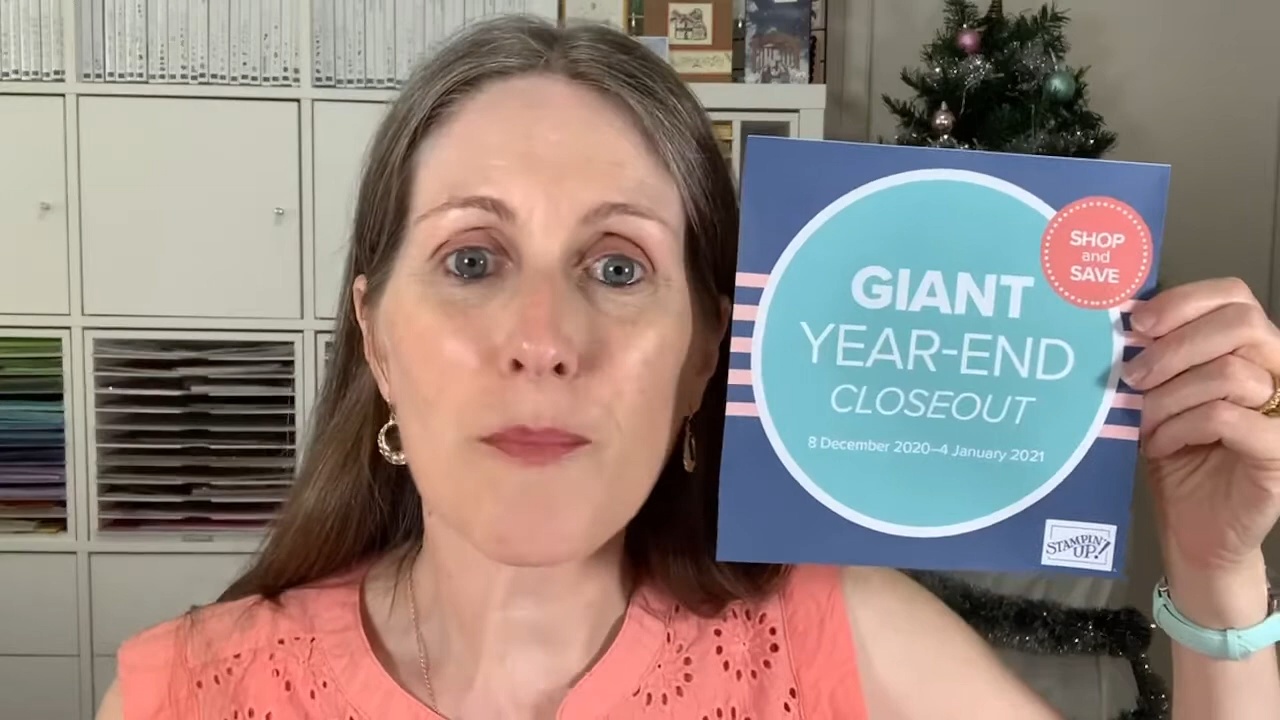 SHOP
and
SAVE
GIANT
YEAR-END
CLOSEOUT
8 December 2020–4 January 2021
STAMPIN'
UP!